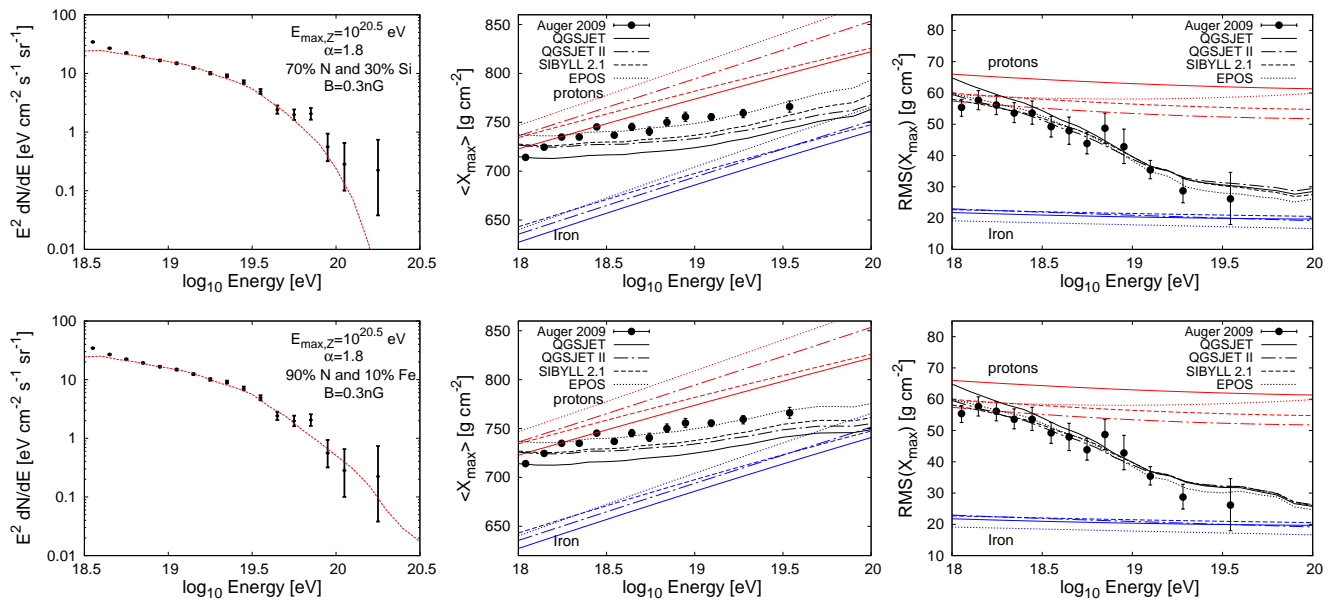 E² dN/dE [eV cm⁻² s⁻¹ sr⁻¹]
100
10
1
0.1
0.01
18.5
19
19.5
20
20.5
log₁₀ Energy [eV]
E_max,Z=10^20.5 eV
α=1.8
70% N and 30% Si
B=0.3nG
<X_max> [g cm⁻²]
850
800
750
700
650
18
18.5
19
19.5
20
log₁₀ Energy [eV]
Auger 2009
QGSJET
QGSJET II
SIBYLL 2.1
EPOS
protons
Iron
RMS(X_max) [g cm⁻²]
80
70
60
50
40
30
20
10
18
18.5
19
19.5
20
log₁₀ Energy [eV]
Auger 2009
QGSJET
QGSJET II
SIBYLL 2.1
EPOS
protons
Iron
E² dN/dE [eV cm⁻² s⁻¹ sr⁻¹]
100
10
1
0.1
0.01
18.5
19
19.5
20
20.5
log₁₀ Energy [eV]
E_max,Z=10^20.5 eV
α=1.8
90% N and 10% Fe
B=0.3nG
<X_max> [g cm⁻²]
850
800
750
700
650
18
18.5
19
19.5
20
log₁₀ Energy [eV]
Auger 2009
QGSJET
QGSJET II
SIBYLL 2.1
EPOS
protons
Iron
RMS(X_max) [g cm⁻²]
80
70
60
50
40
30
20
10
18
18.5
19
19.5
20
log₁₀ Energy [eV]
Auger 2009
QGSJET
QGSJET II
SIBYLL 2.1
EPOS
protons
Iron